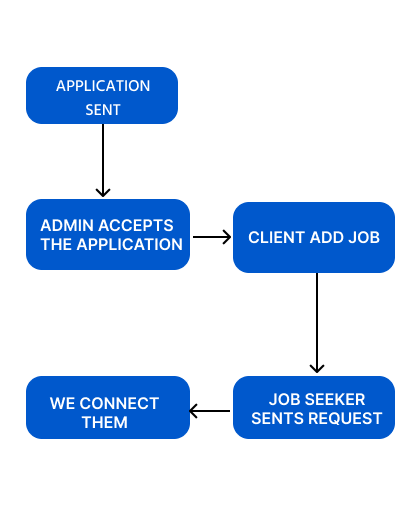 APPLICATION
SENT
ADMIN ACCEPTS
THE APPLICATION
CLIENT ADD JOB
JOB SEEKER
SENTS REQUEST
WE CONNECT
THEM